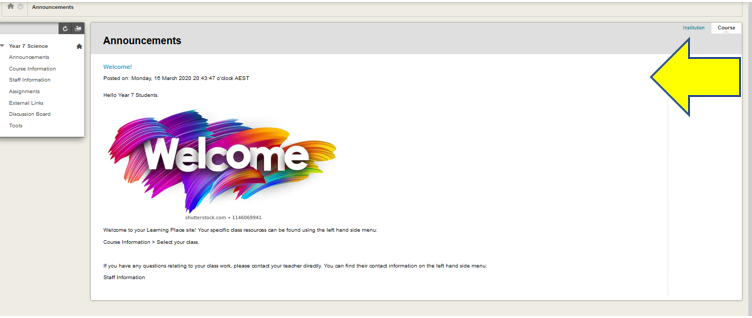 Announcements
Institution Course
Announcements
Year 7 Science
Announcements
Course Information
Staff Information
Assignments
External Links
Discussion Board
Tools
Welcome!
Posted on: Monday, 16 March 2020 20:43:47 o'clock AEST
Hello Year 7 Students.
Welcome
shutterstock.com • 1146069941
Welcome to your Learning Place site! Your specific class resources can be found using the left hand side menu:
Course Information > Select your class.
If you have any questions relating to your class work, please contact your teacher directly. You can find their contact information on the left hand side menu:
Staff Information